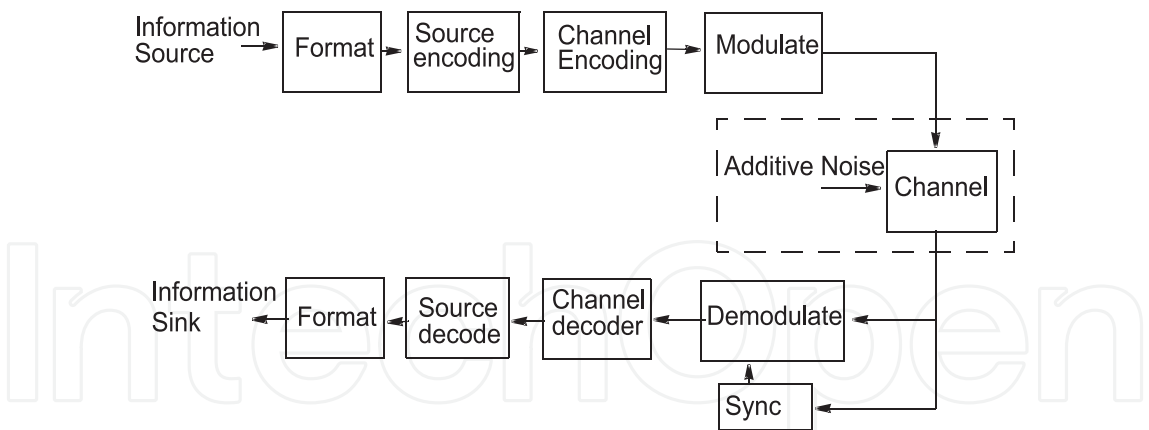 Information
Source
Format
Source
encoding
Channel
Encoding
Modulate
Additive Noise
Channel
Information
Sink
Format
Source
decode
Channel
decoder
Demodulate
Sync
IntechOpen